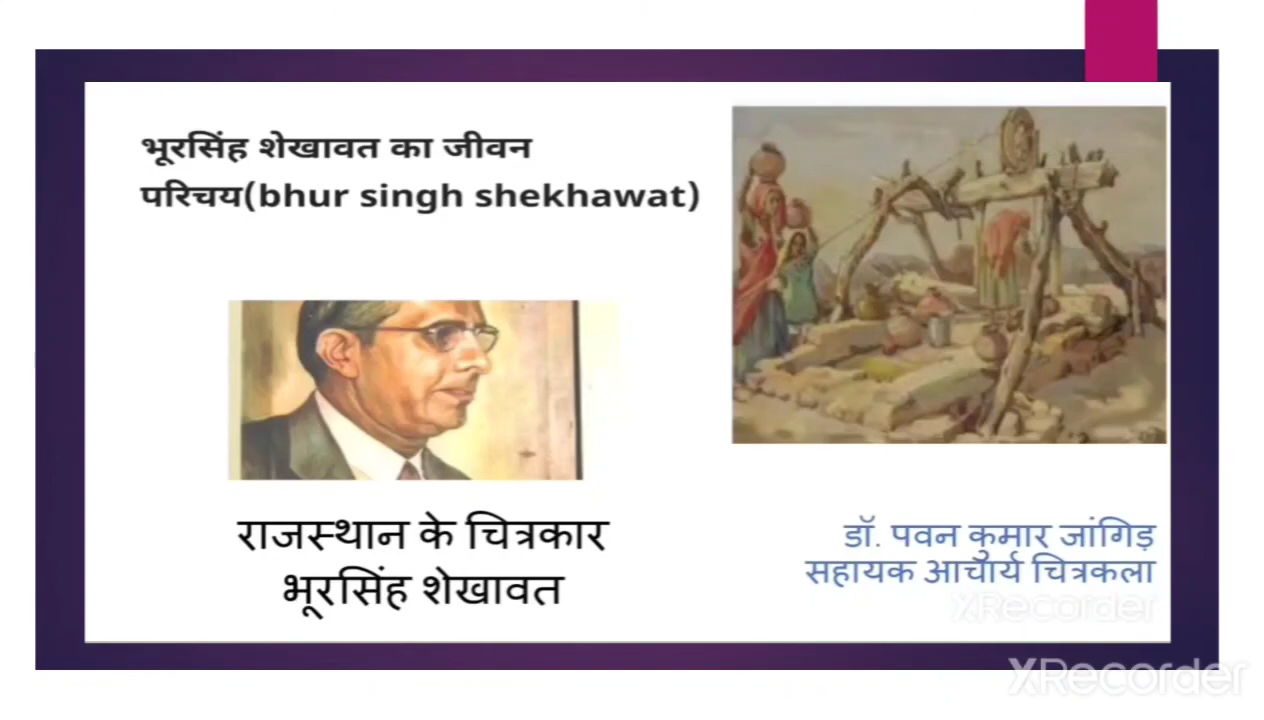 भूरसिंह शेखावत का जीवन
परिचय(bhur singh shekhawat)
राजस्थान के चित्रकार
भूरसिंह शेखावत
डॉ. पवन कुमार जांगिड़
सहायक आचार्य चित्रकला
XRecorder
XRecorder